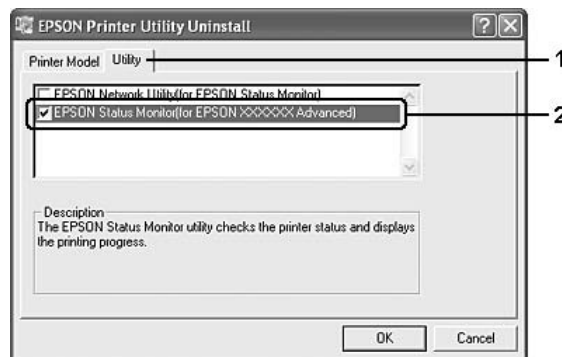 EPSON Printer Utility Uninstall
Printer Model Utility 1
EPSON Network Utility(for EPSON Status Monitor)
EPSON Status Monitor(for EPSON XXXXXX Advanced) 2
Description
The EPSON Status Monitor utility checks the printer status and displays
the printing progress.
OK Cancel